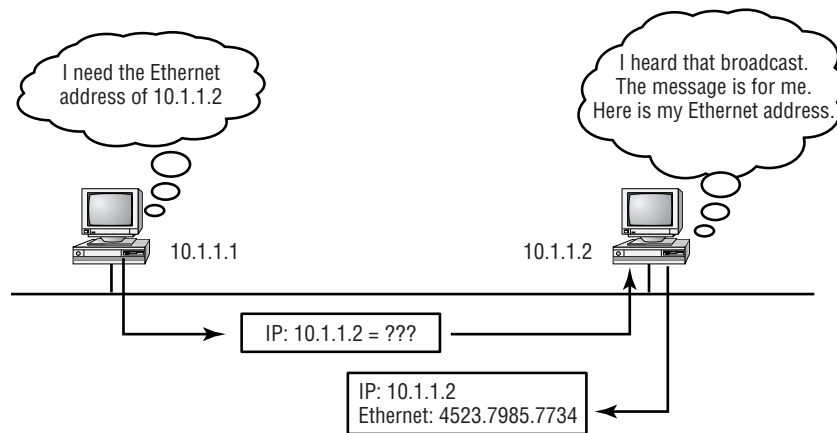 I need the Ethernet
address of 10.1.1.2
I heard that broadcast.
The message is for me.
Here is my Ethernet address.
10.1.1.1
10.1.1.2
IP: 10.1.1.2 = ???
IP: 10.1.1.2
Ethernet: 4523.7985.7734